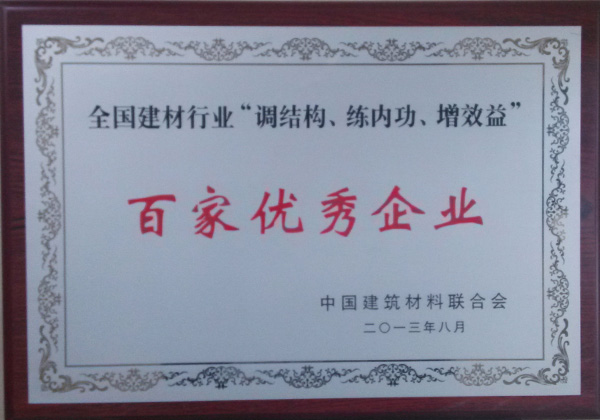 全国建材行业“调结构、练内功、增效益”
百家优秀企业
中国建筑材料联合会
二〇一三年八月